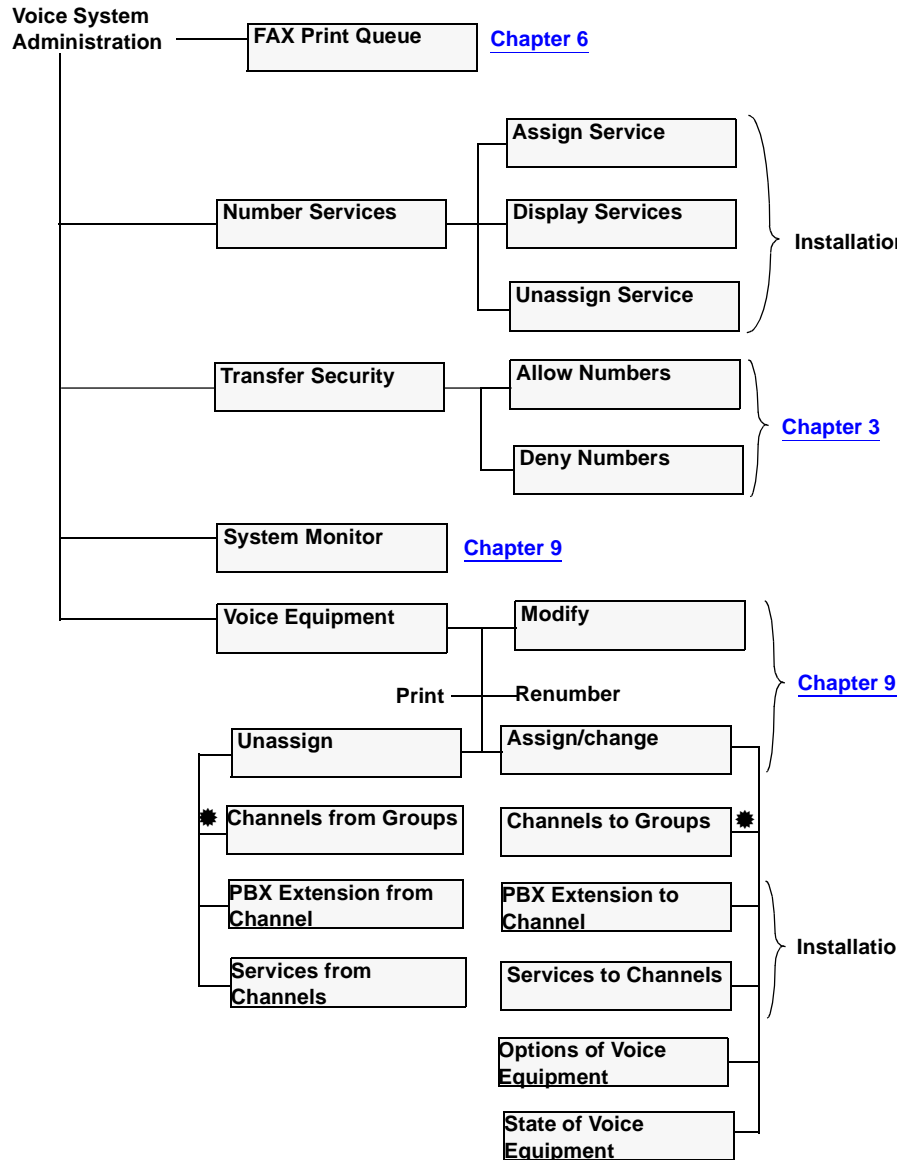 Voice System
Administration
FAX Print Queue
Chapter 6
Assign Service
Number Services
Display Services
Installation
Unassign Service
Transfer Security
Allow Numbers
Chapter 3
Deny Numbers
System Monitor
Chapter 9
Voice Equipment
Modify
Chapter 9
Print
Renumber
Unassign
Assign/change
Channels from Groups
Channels to Groups
PBX Extension from
Channel
PBX Extension to
Channel
Installatio
Services from
Channels
Services to Channels
Options of Voice
Equipment
State of Voice
Equipment